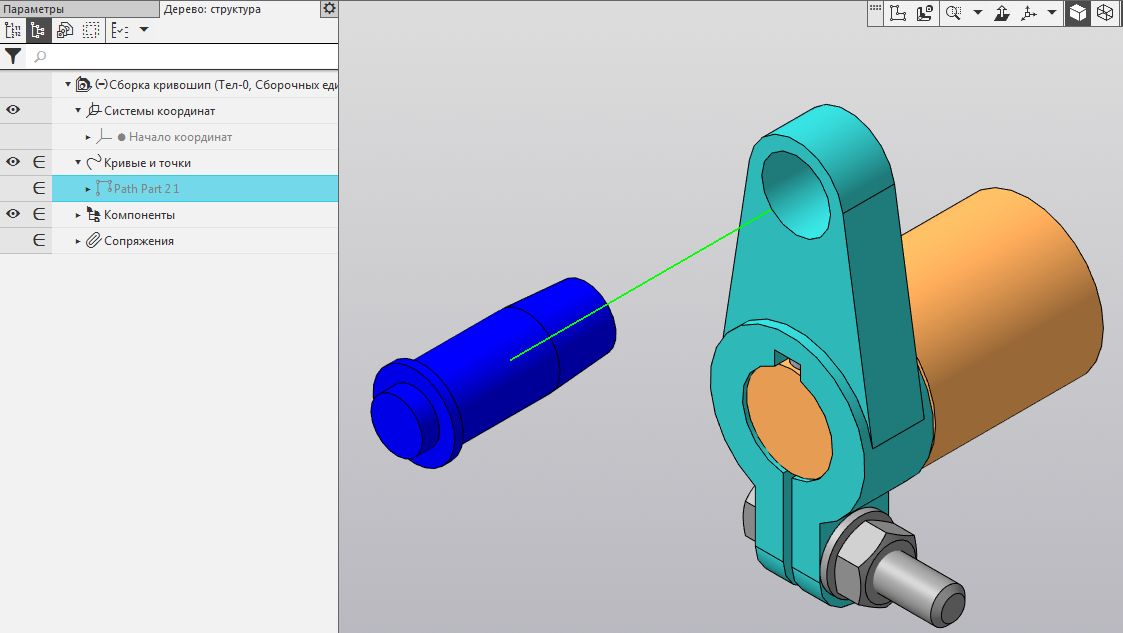 Параметры
Дерево: структура
(−)Сборка кривошип (Тел-0, Сборочных еди
Системы координат
Начало координат
Кривые и точки
Path Part 2 1
Компоненты
Сопряжения